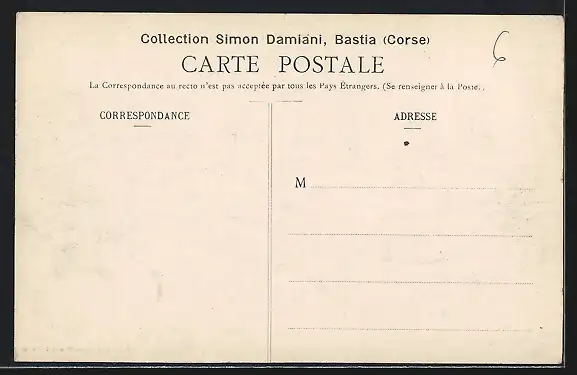 Collection Simon Damiani, Bastia (Corse)
6
CARTE POSTALE
La Correspondance au recto n'est pas acceptée par tous les Pays Étrangers. (Se renseigner à la Poste.)
CORRESPONDANCE
ADRESSE
M